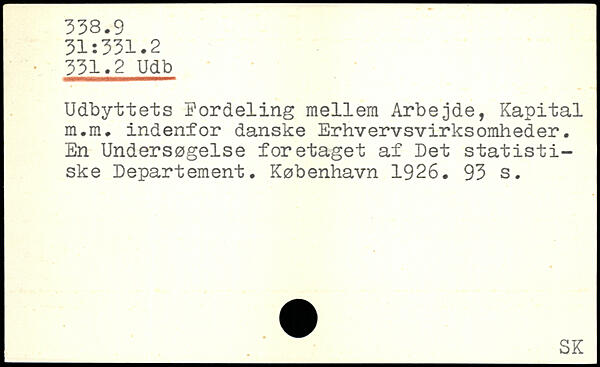 338.9
31:331.2
331.2 Udb
Udbyttets Fordeling mellem Arbejde, Kapital
m.m. indenfor danske Erhvervsvirksomheder.
En Undersøgelse foretaget af Det statisti-
ske Departement. København 1926. 93 s.
SK